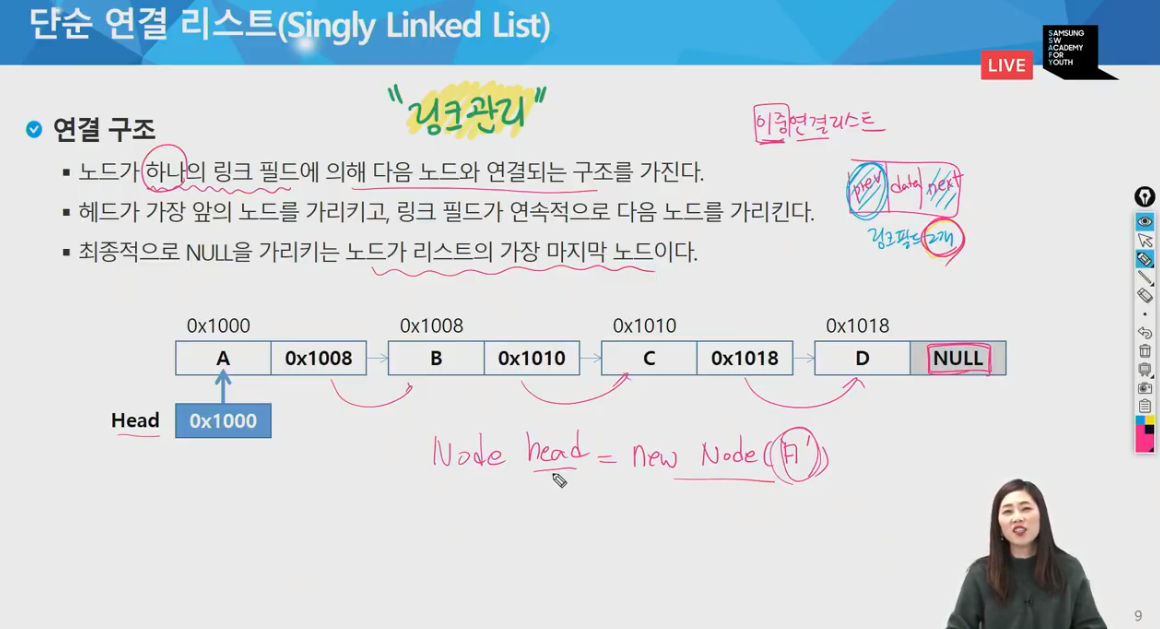 단순 연결 리스트(Singly Linked List)
LIVE
SAMSUNG
SW
ACADEMY
FOR
YOUTH
"링크관리"
이중연결리스트
연결 구조
▪ 노드가 하나의 링크 필드에 의해 다음 노드와 연결되는 구조를 가진다.
prev data next
▪ 헤드가 가장 앞의 노드를 가리키고, 링크 필드가 연속적으로 다음 노드를 가리킨다.
링크필드 2개
▪ 최종적으로 NULL을 가리키는 노드가 리스트의 가장 마지막 노드이다.
0x1000 0x1008 0x1010 0x1018
A 0x1008 B 0x1010 C 0x1018 D NULL
Head 0x1000
Node head = new Node('A')
9